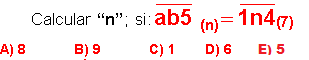 Calcular “n”; si: ab5 (n) = 1n4(7)
A) 8 B) 9 C) 1 D) 6 E) 5